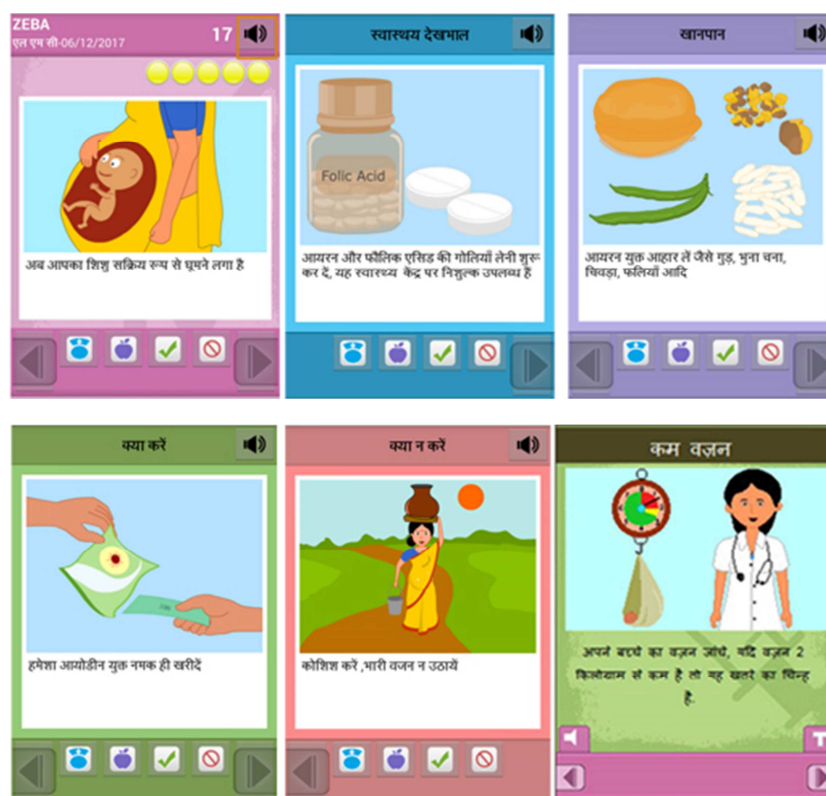 ZEBA
एल एम सी-06/12/2017
17
अब आपका शिशु सक्रिय रूप से घूमने लगा है
स्वास्थय देखभाल
Folic Acid
आयरन और फौलिक एसिड की गोलियाँ लेनी शुरू
कर दें, यह स्वास्थ्य केंद्र पर निशुल्क उपलब्ध हैं
खानपान
आयरन युक्त आहार लें जैसे गुड़, भुना चना,
चिवड़ा, फलियाँ आदि
क्या करें
हमेशा आयोडीन युक्त नमक ही खरीदें
क्या न करें
कोशिश करें ,भारी वजन न उठायें
कम वज़न
अपने बच्चे का वज़न जांचे, यदि वज़न 2
किलोग्राम से कम है तो यह खतरे का चिन्ह
है.
T